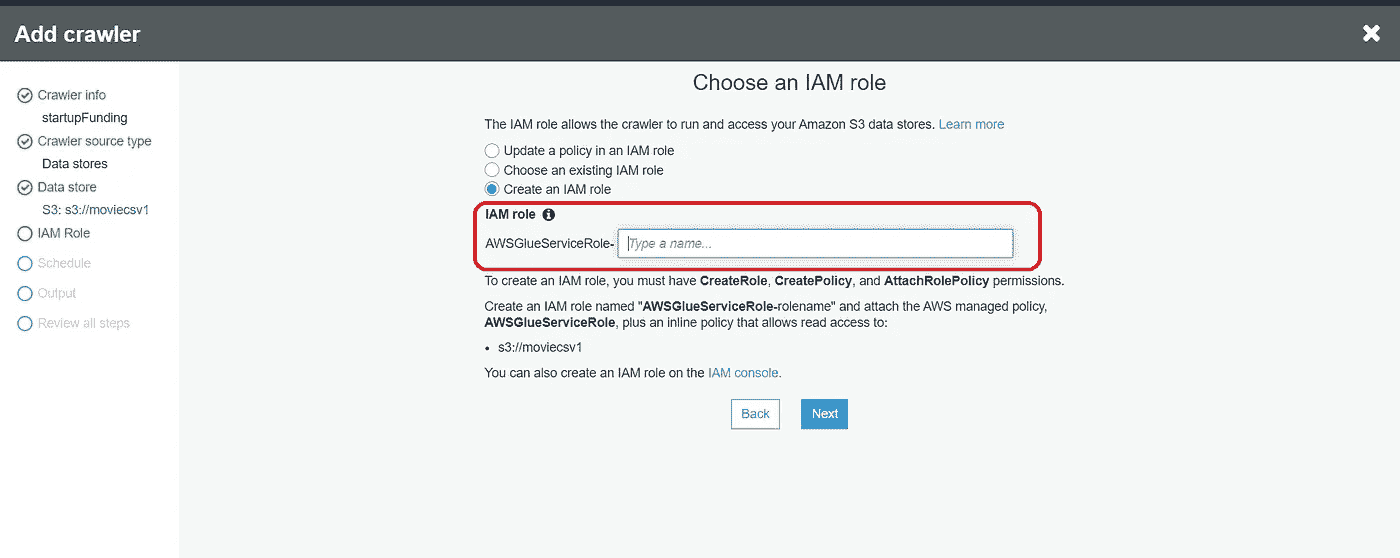 Add crawler
Crawler info
startupFunding
Crawler source type
Data stores
Data store
S3: s3://moviecsv1
IAM Role
Schedule
Output
Review all steps
Choose an IAM role
The IAM role allows the crawler to run and access your Amazon S3 data stores. Learn more
Update a policy in an IAM role
Choose an existing IAM role
Create an IAM role
IAM role
AWSGlueServiceRole- Type a name...
To create an IAM role, you must have CreateRole, CreatePolicy, and AttachRolePolicy permissions.
Create an IAM role named "AWSGlueServiceRole-rolename" and attach the AWS managed policy,
AWSGlueServiceRole, plus an inline policy that allows read access to:
• s3://moviecsv1
You can also create an IAM role on the IAM console.
Back Next